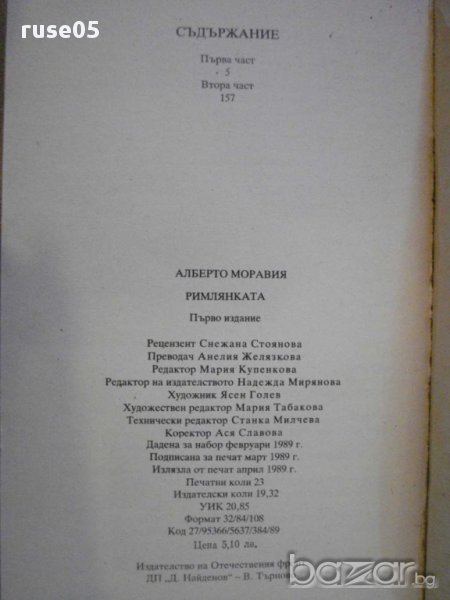 ruse05
СЪДЪРЖАНИЕ
Първа част
5
Втора част
157
АЛБЕРТО МОРАВИЯ
РИМЛЯНКАТА
Първо издание
Рецензент Снежана Стоянова
Преводач Анелия Желязкова
Редактор Мария Купенкова
Редактор на издателството Надежда Мирянова
Художник Ясен Голев
Художествен редактор Мария Табакова
Технически редактор Станка Милчева
Коректор Ася Славова
Дадена за набор февруари 1989 г.
Подписана за печат март 1989 г.
Излязла от печат април 1989 г.
Печатни коли 23
Издателски коли 19,32
УИК 20,85
Формат 32/84/108
Код 27/95366/5637/384/89
Цена 5,10 лв.
Издателство на Отечествения
ДП „Д. Найденов“ – В.
bazar.bg